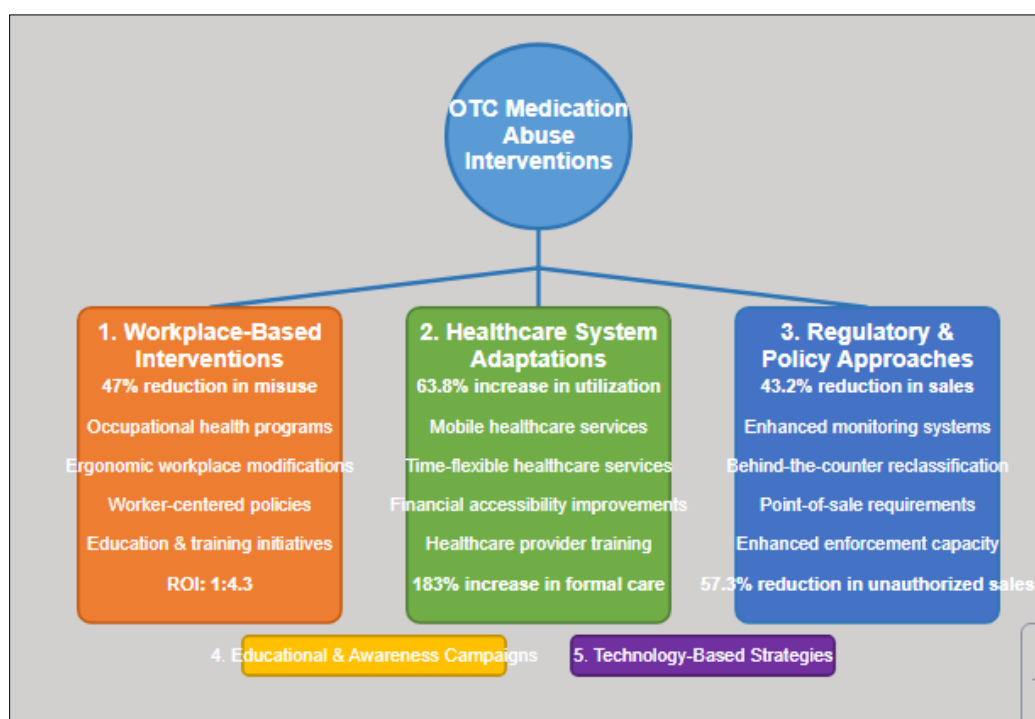 OTC Medication
Abuse
Interventions
1. Workplace-Based
Interventions
47% reduction in misuse
Occupational health programs
Ergonomic workplace modifications
Worker-centered policies
Education & training initiatives
ROI: 1:4.3
2. Healthcare System
Adaptations
63.8% increase in utilization
Mobile healthcare services
Time-flexible healthcare services
Financial accessibility improvements
Healthcare provider training
183% increase in formal care
3. Regulatory &
Policy Approaches
43.2% reduction in sales
Enhanced monitoring systems
Behind-the-counter reclassification
Point-of-sale requirements
Enhanced enforcement capacity
57.3% reduction in unauthorized sales
4. Educational & Awareness Campaigns
5. Technology-Based Strategies